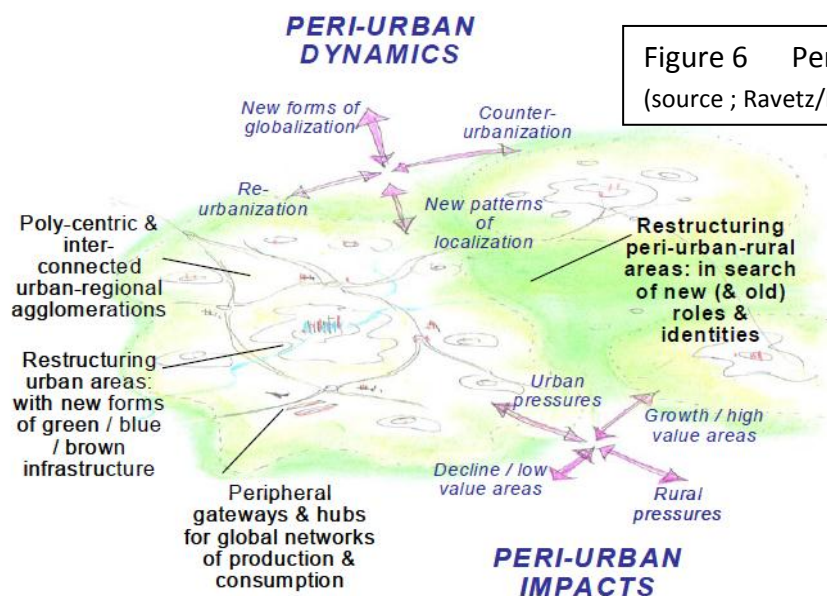 PERI-URBAN
DYNAMICS
Figure 6 Per
(source ; Ravetz/
New forms of
globalization
Counter-
urbanization
Re-
urbanization
New patterns
of
localization
Poly-centric &
inter-
connected
urban-regional
agglomerations
Restructuring
peri-urban-rural
areas: in search
of new (& old)
roles &
identities
Restructuring
urban areas:
with new forms
of green / blue
/ brown
infrastructure
Urban
pressures
Growth / high
value areas
Decline / low
value areas
Rural
pressures
Peripheral
gateways & hubs
for global networks
of production &
consumption
PERI-URBAN
IMPACTS